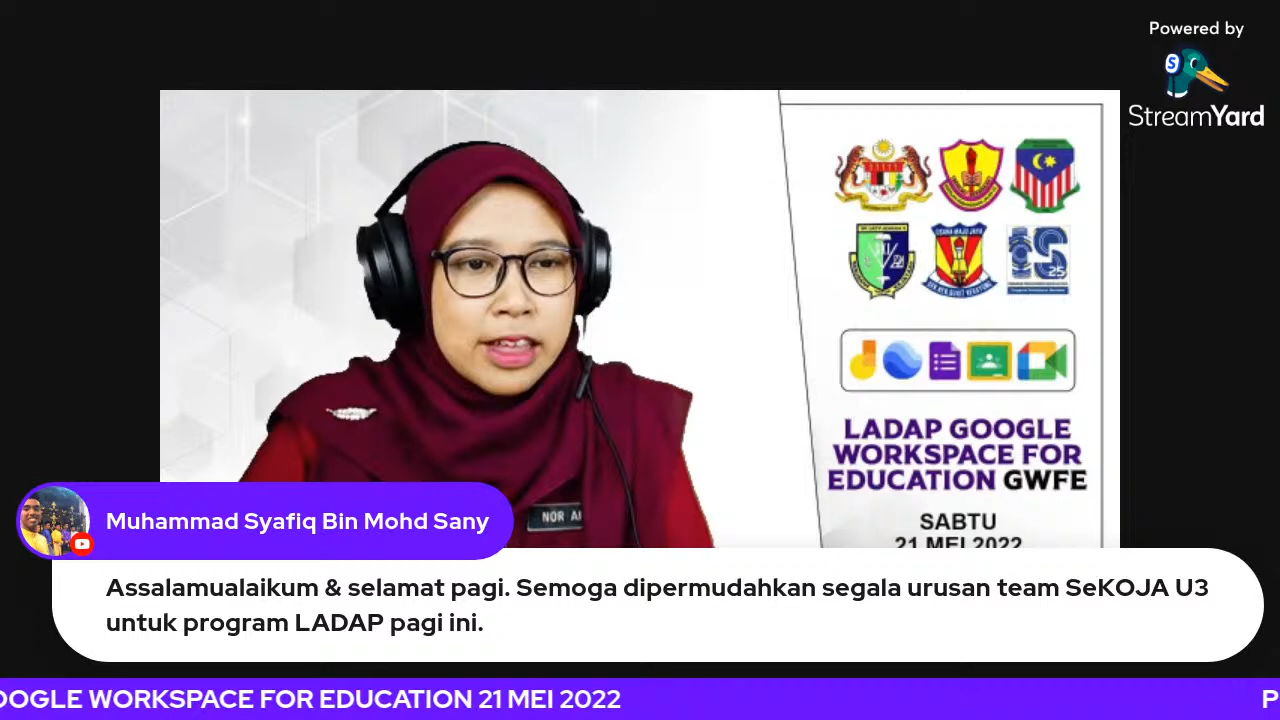 Powered by
StreamYard
25
LADAP GOOGLE
WORKSPACE FOR
EDUCATION GWFE
SABTU
21 MEI 2022
NOR
Muhammad Syafiq Bin Mohd Sany
Assalamualaikum & selamat pagi. Semoga dipermudahkan segala urusan team SeKOJA U3
untuk program LADAP pagi ini.
OOGLE WORKSPACE FOR EDUCATION 21 MEI 2022
P